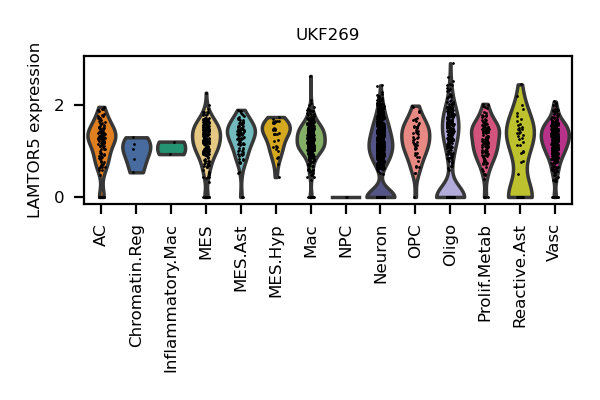 UKF269
LAMTOR5 expression
2
0
AC
Chromatin.Reg
Inflammatory.Mac
MES
MES.Ast
MES.Hyp
Mac
NPC
Neuron
OPC
Oligo
Prolif.Metab
Reactive.Ast
Vasc